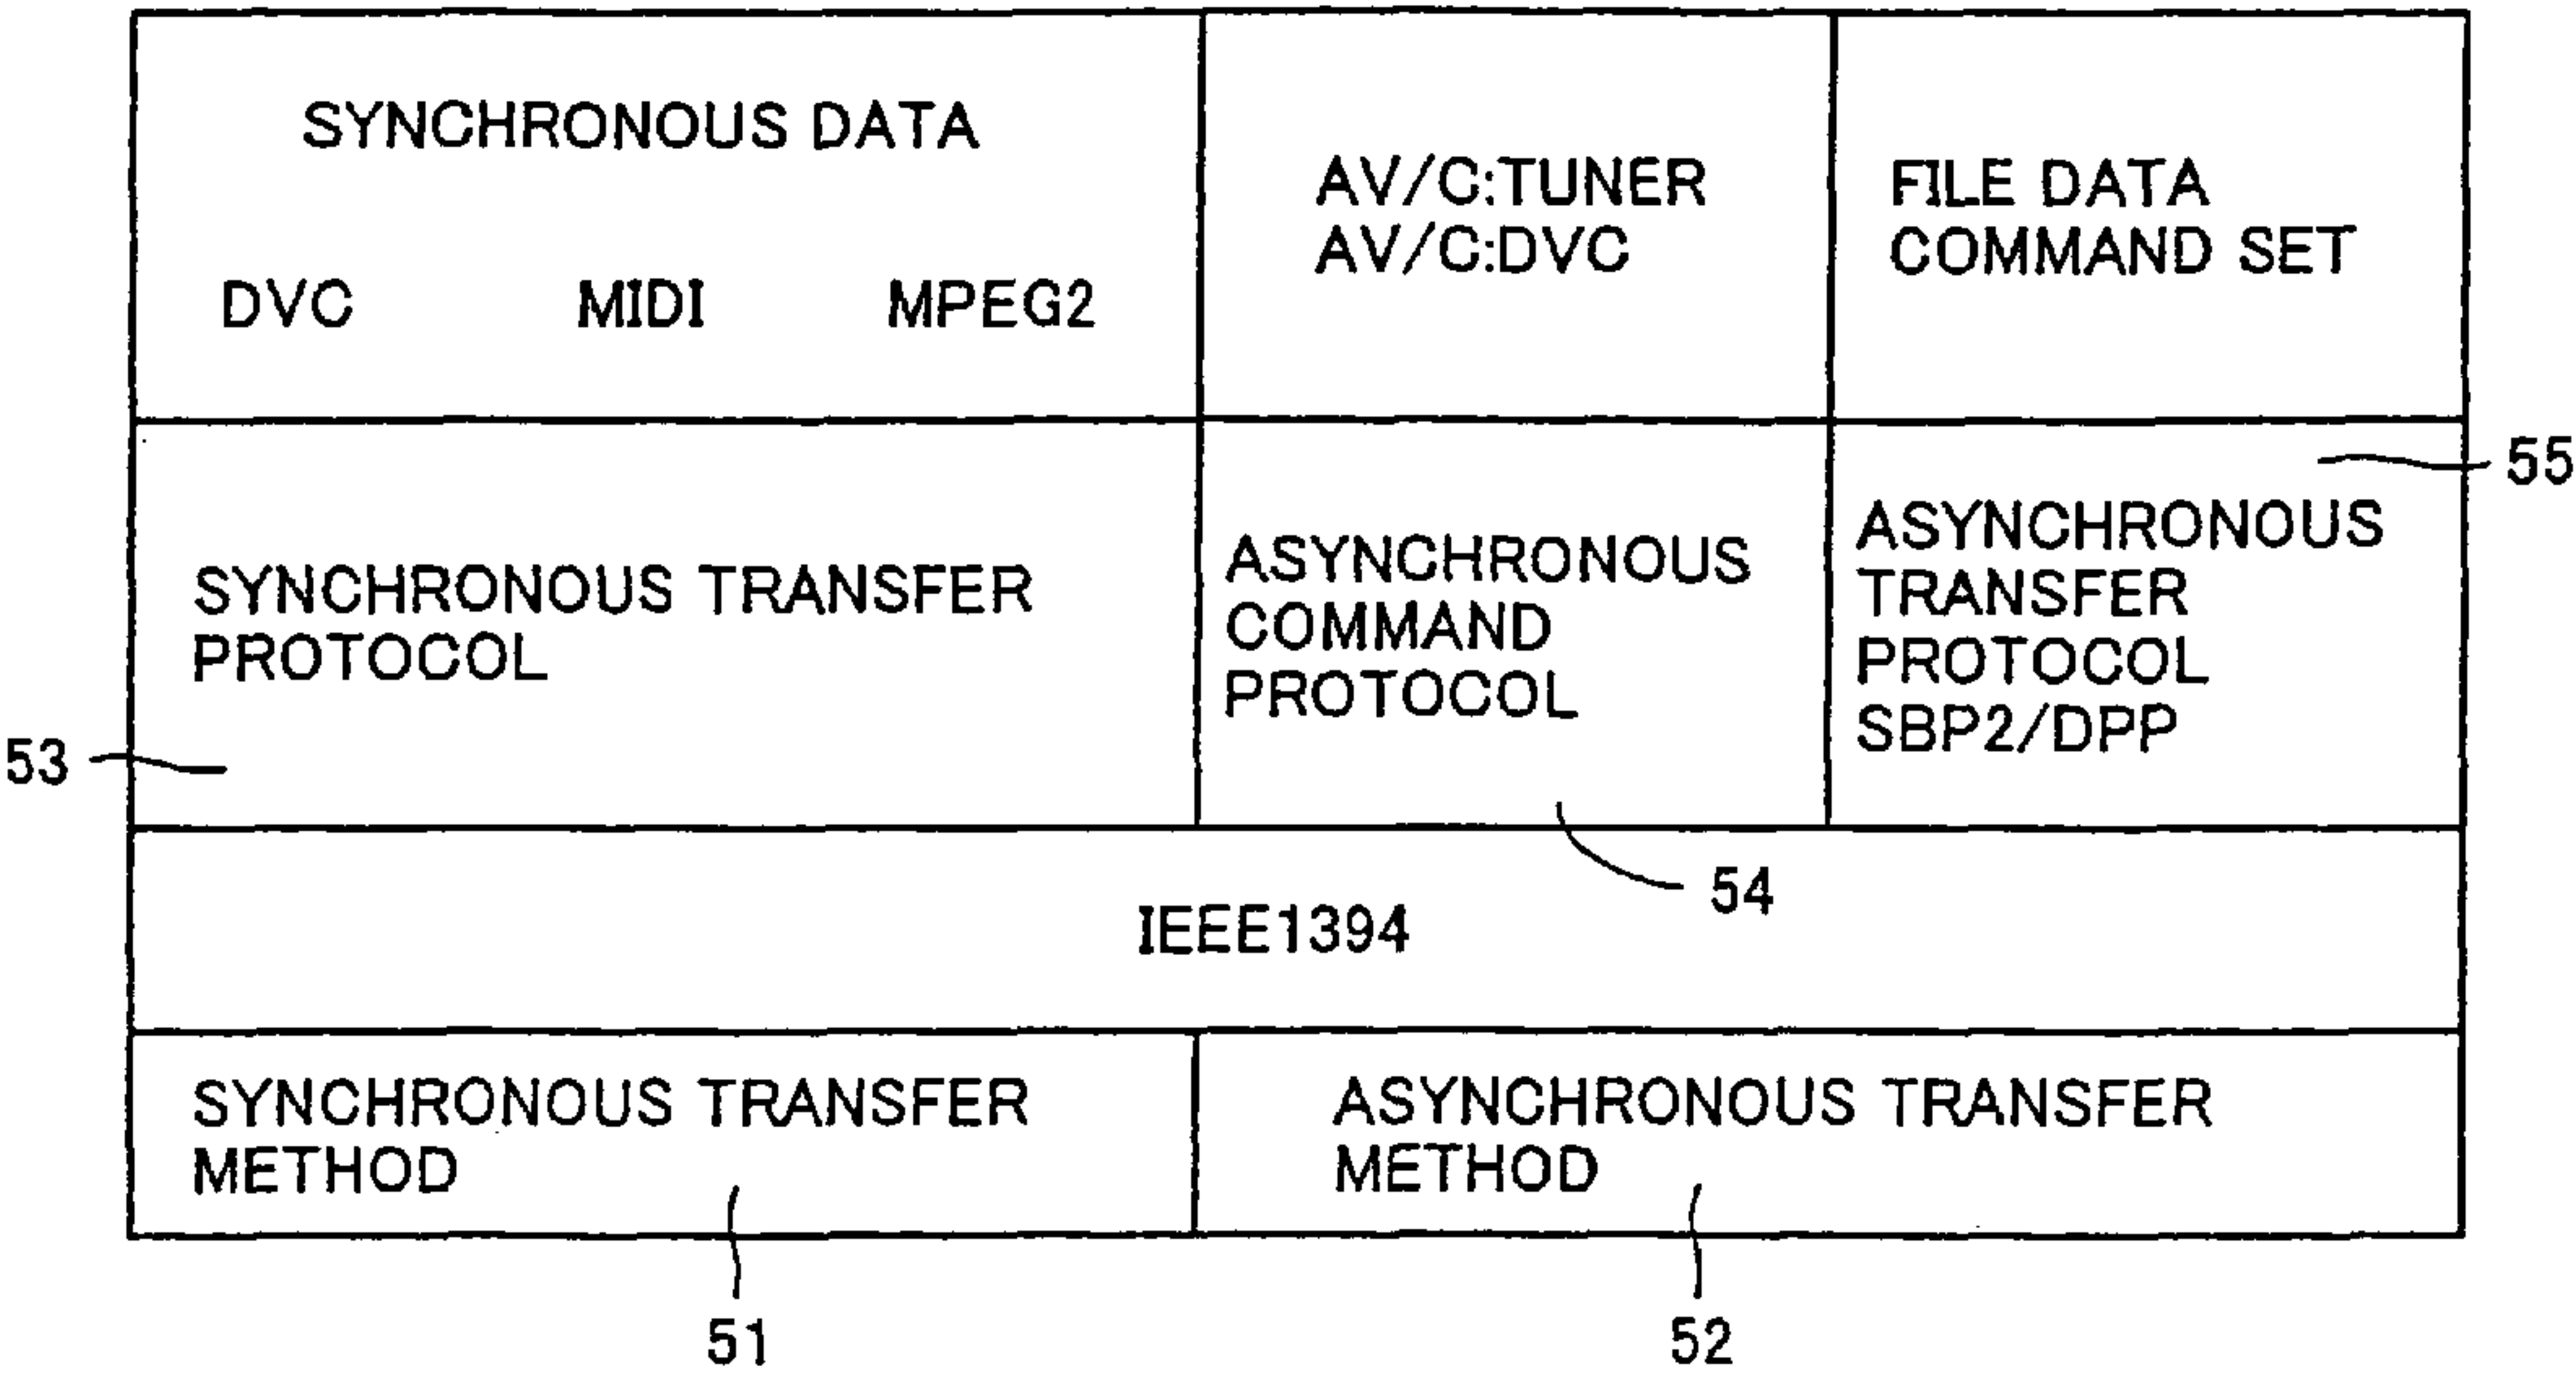 SYNCHRONOUS DATA
DVC MIDI MPEG2
AV/C:TUNER
AV/C:DVC
FILE DATA
COMMAND SET
SYNCHRONOUS TRANSFER
PROTOCOL
53
ASYNCHRONOUS
COMMAND
PROTOCOL
54
55
ASYNCHRONOUS
TRANSFER
PROTOCOL
SBP2/DPP
IEEE1394
SYNCHRONOUS TRANSFER
METHOD
51
ASYNCHRONOUS TRANSFER
METHOD
52